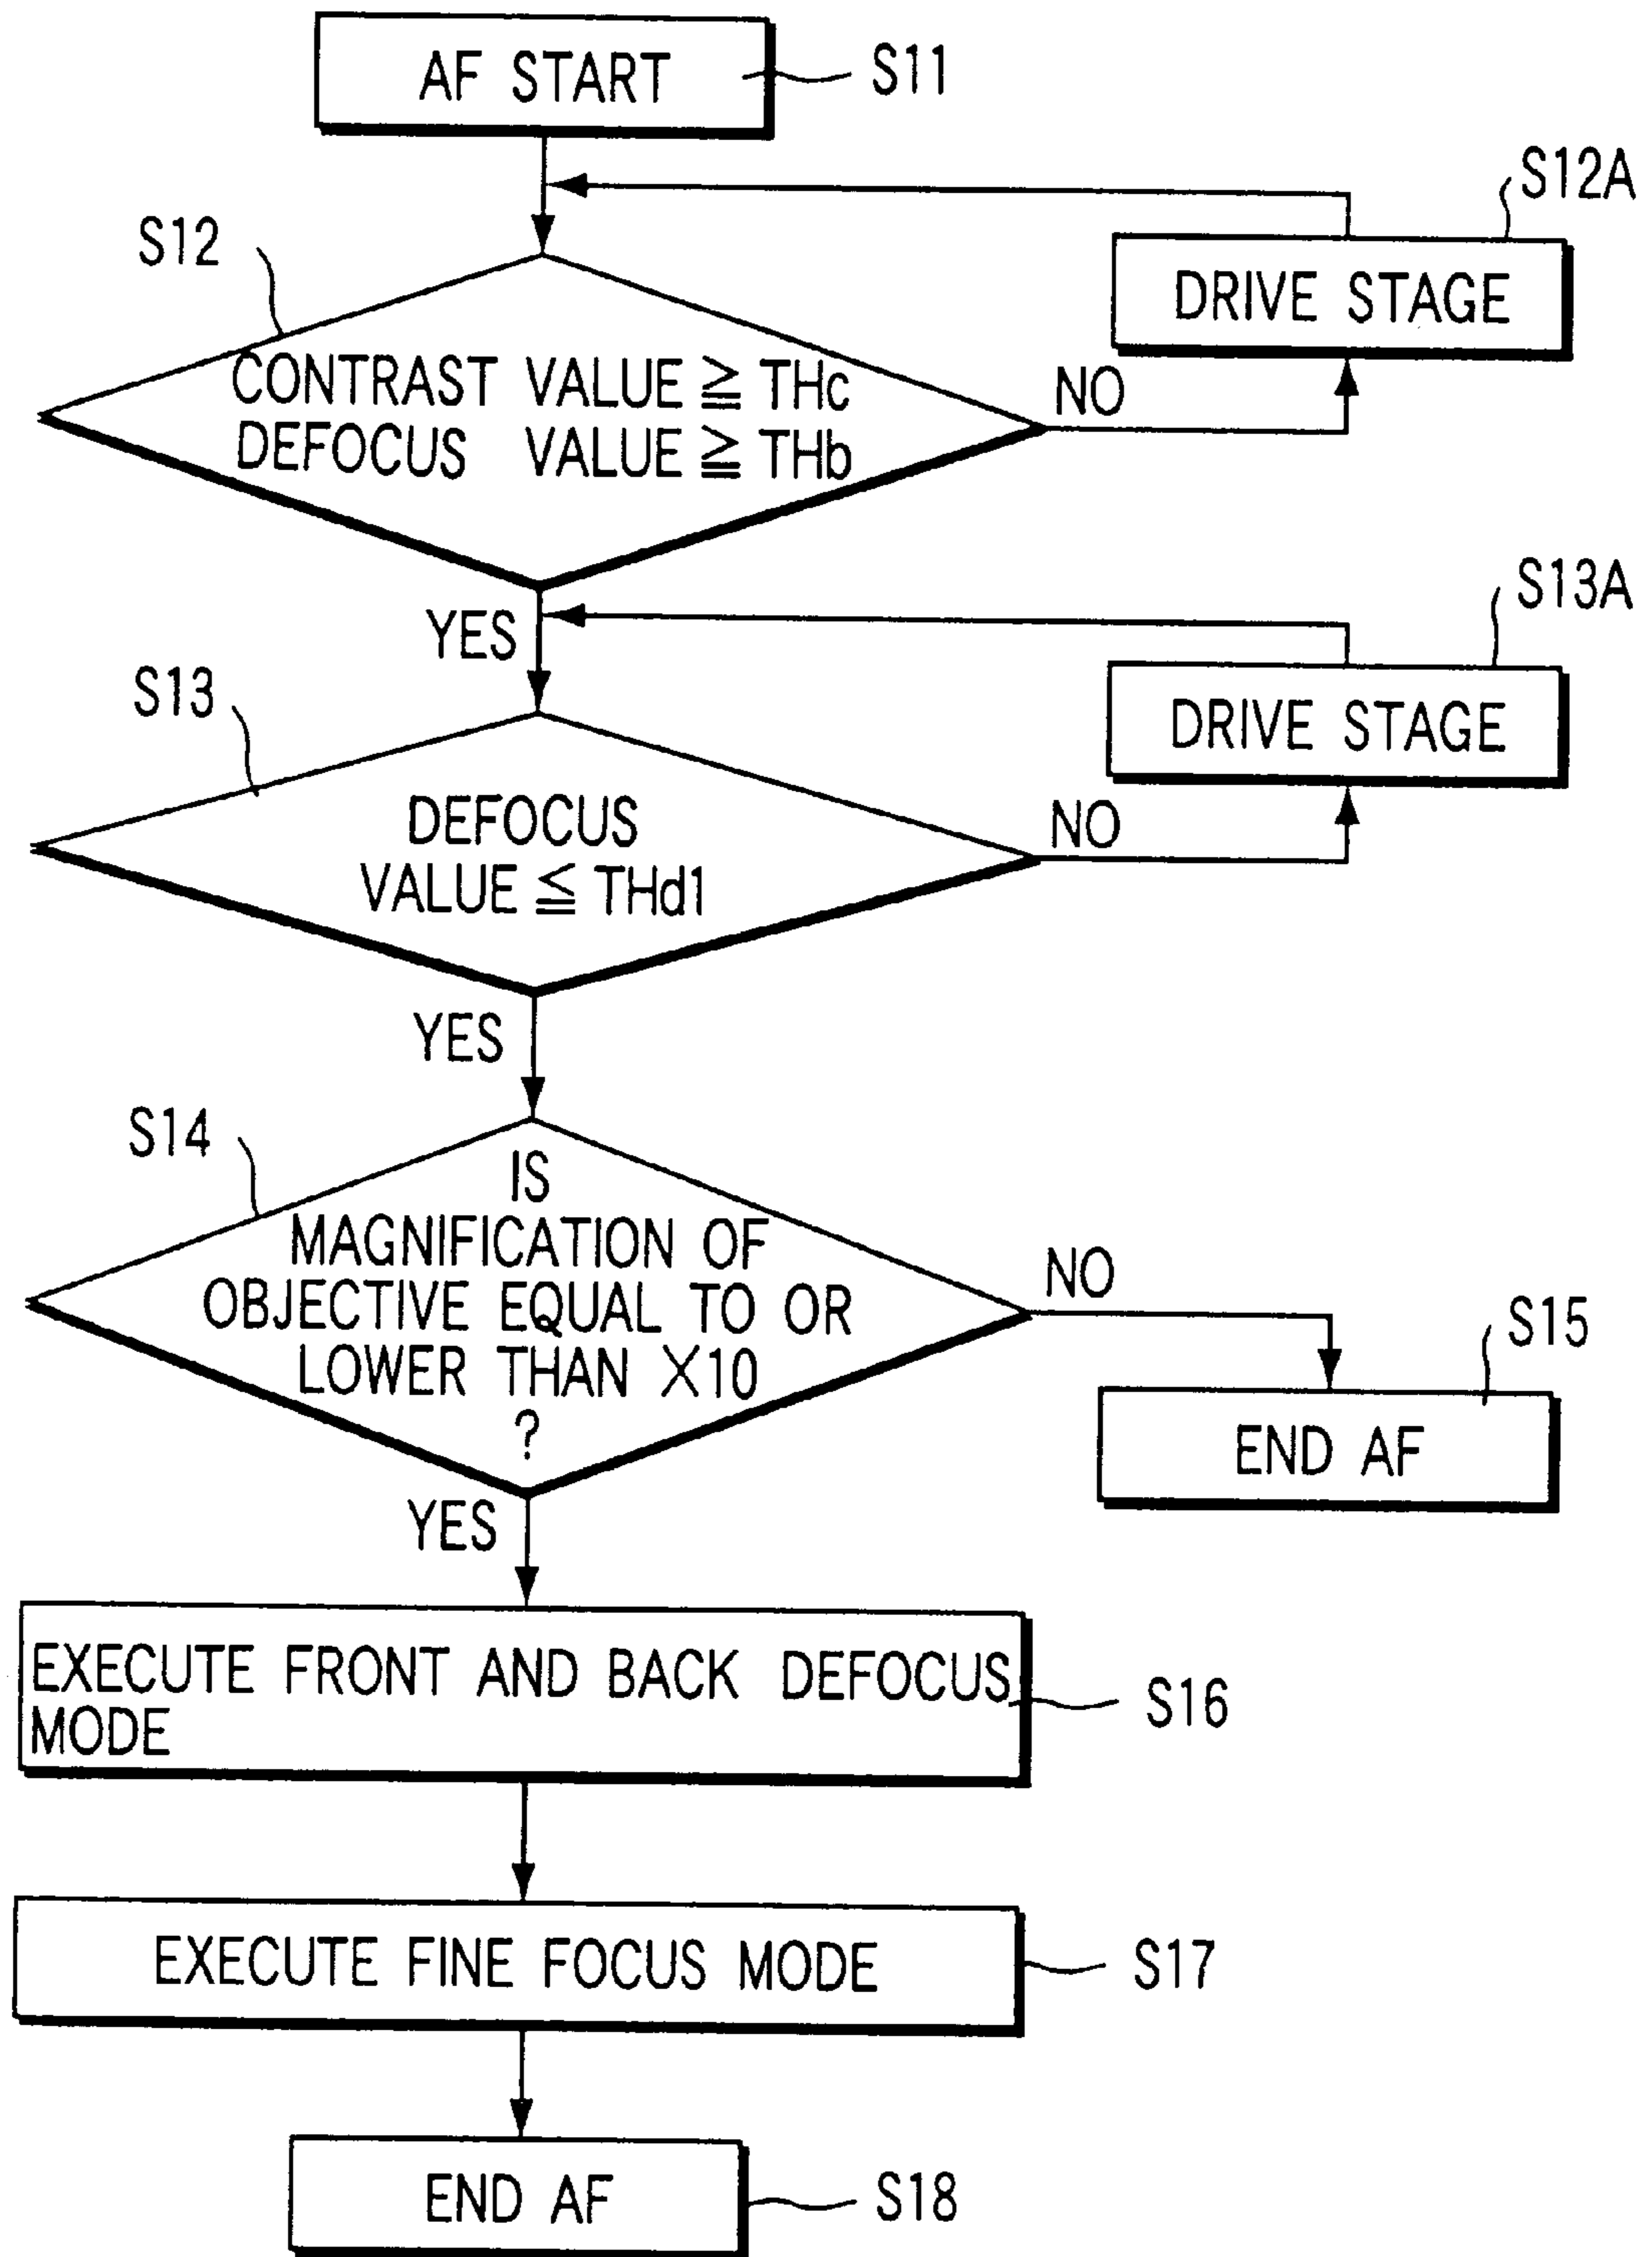 AF START
S11
S12A
DRIVE STAGE
S12
CONTRAST VALUE ≧ THc
DEFOCUS VALUE ≧ THb
NO
YES
S13A
DRIVE STAGE
S13
DEFOCUS
VALUE ≦ THd1
NO
YES
S14
IS
MAGNIFICATION OF
OBJECTIVE EQUAL TO OR
LOWER THAN X10
?
NO
S15
END AF
YES
EXECUTE FRONT AND BACK DEFOCUS
MODE
S16
EXECUTE FINE FOCUS MODE
S17
END AF
S18